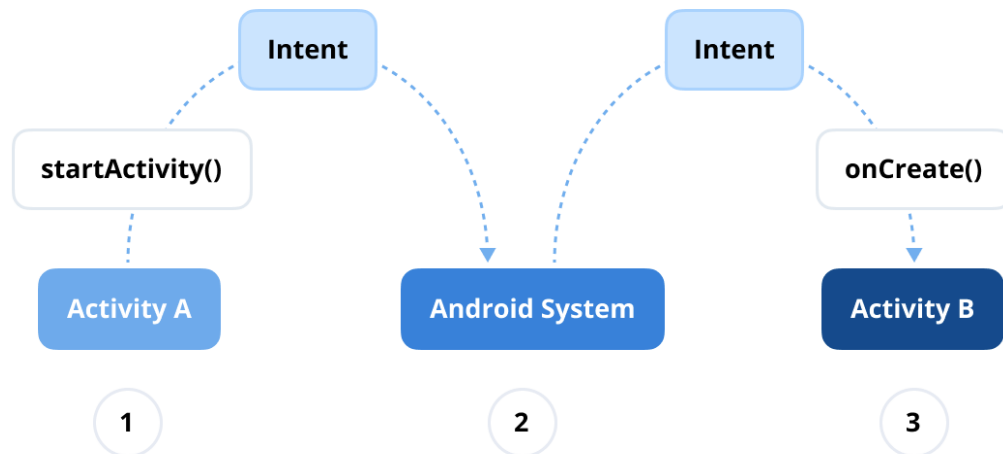 Intent
Intent
startActivity()
onCreate()
Activity A
Android System
Activity B
1
2
3